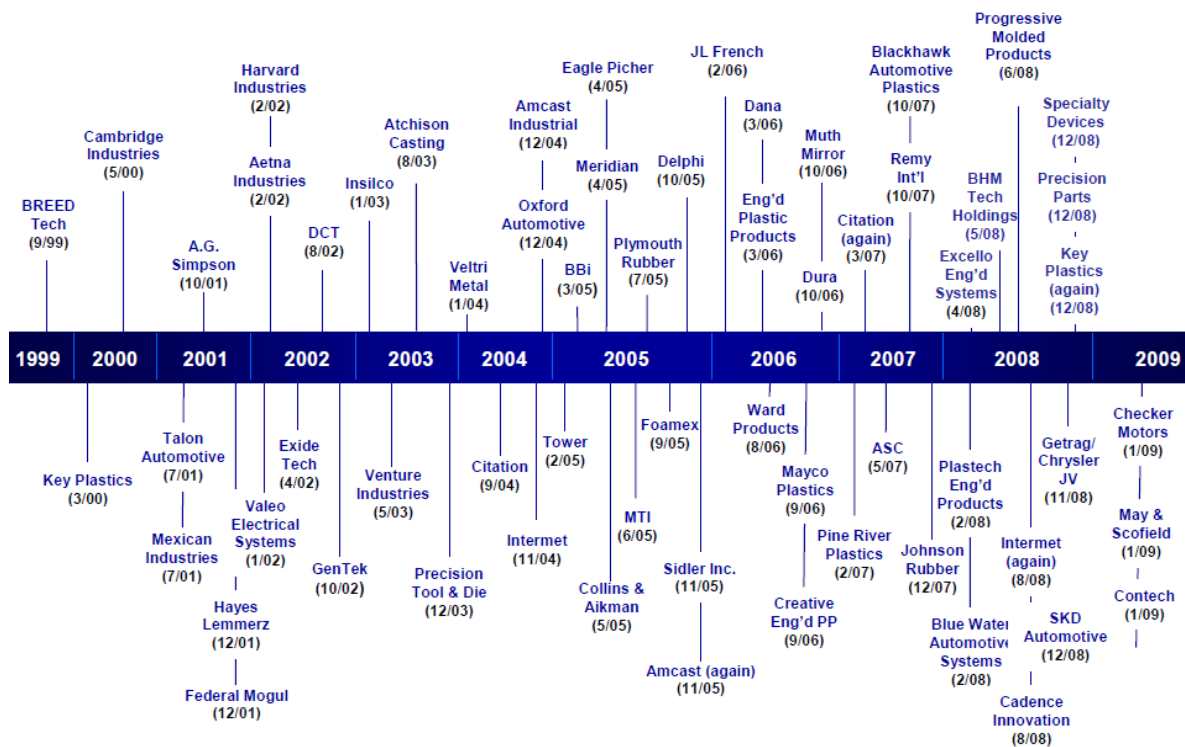 Progressive
Molded
Products
(6/08)
JL French
(2/06)
Blackhawk
Automotive
Plastics
(10/07)
Harvard
Industries
(2/02)
Eagle Picher
(4/05)
Amcast
Industrial
(12/04)
Dana
(3/06)
Specialty
Devices
(12/08)
Cambridge
Industries
(5/00)
Atchison
Casting
(8/03)
Muth
Mirror
(10/06)
Aetna
Industries
(2/02)
Meridian
(4/05)
Delphi
(10/05)
Remy
Int'l
(10/07)
BHM
Tech
Holdings
(5/08)
Precision
Parts
(12/08)
Insilco
(1/03)
BREED
Tech
(9/99)
Oxford
Automotive
(12/04)
Eng'd
Plastic
Products
(3/06)
Citation
(again)
(3/07)
DCT
(8/02)
A.G.
Simpson
(10/01)
Plymouth
Rubber
(7/05)
Key
Plastics
(again)
(12/08)
Excello
Eng'd
Systems
(4/08)
Veltri
Metal
(1/04)
BBi
(3/05)
Dura
(10/06)
1999 2000 2001 2002 2003 2004 2005 2006 2007 2008 2009
Key Plastics
(3/00)
Talon
Automotive
(7/01)
Mexican
Industries
(7/01)
Hayes
Lemmerz
(12/01)
Federal Mogul
(12/01)
Valeo
Electrical
Systems
(1/02)
Exide
Tech
(4/02)
GenTek
(10/02)
Venture
Industries
(5/03)
Precision
Tool & Die
(12/03)
Citation
(9/04)
Internet
(11/04)
Tower
(2/05)
Collins &
Aikman
(5/05)
MTI
(6/05)
Foamex
(9/05)
Sidler Inc.
(11/05)
Amcast (again)
(11/05)
Ward
Products
(8/06)
Mayco
Plastics
(9/06)
Creative
Eng'd PP
(9/06)
Pine River
Plastics
(2/07)
ASC
(5/07)
Johnson
Rubber
(12/07)
Plastech
Eng'd
Products
(2/08)
Blue Water
Automotive
Systems
(2/08)
Internet
(again)
(8/08)
Cadence
Innovation
(8/08)
Getrag/
Chrysler
JV
(11/08)
SKD
Automotive
(12/08)
Checker
Motors
(1/09)
May &
Scofield
(1/09)
Contech
(1/09)